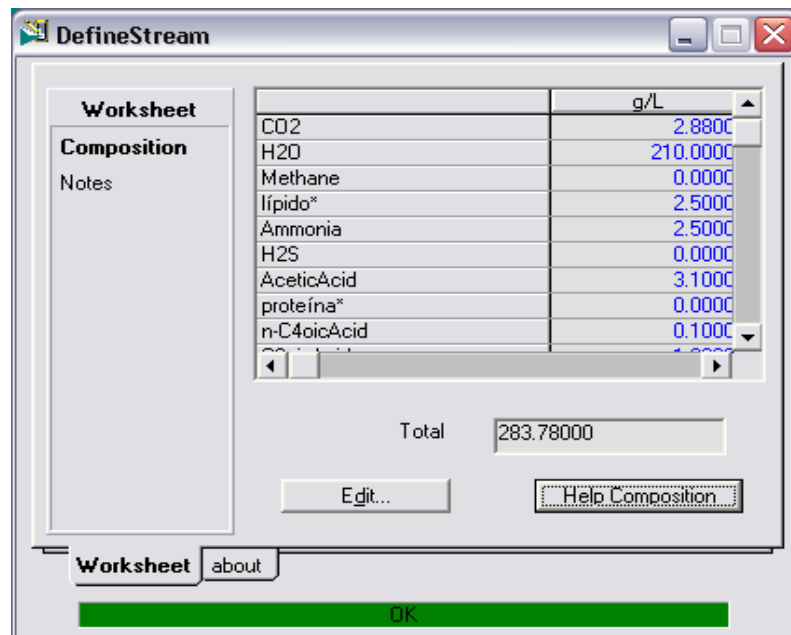 DefineStream
Worksheet
Composition
Notes
g/L
CO2 2.8800
H2O 210.0000
Methane 0.0000
lípido* 2.5000
Ammonia 2.5000
H2S 0.0000
AceticAcid 3.1000
proteína* 0.0000
n-C4oicAcid 0.1000
Total 283.78000
Edit... Help Composition
Worksheet about
OK